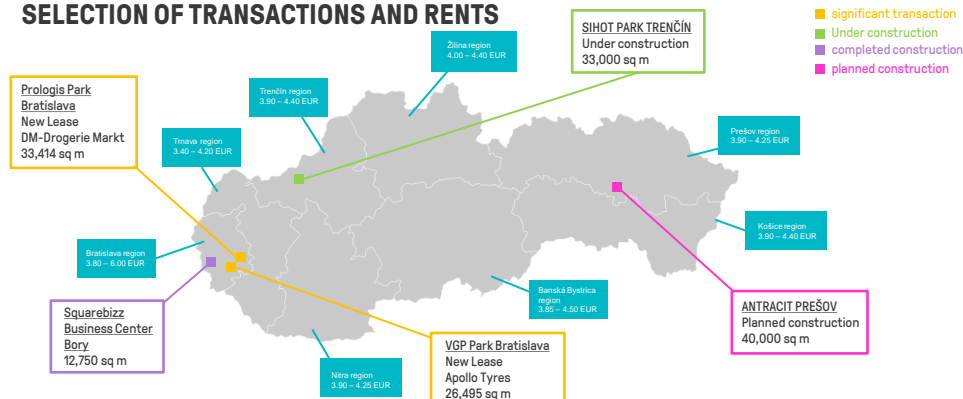 SELECTION OF TRANSACTIONS AND RENTS
significant transaction
Under construction
completed construction
planned construction
SIHOT PARK TRENČÍN
Under construction
33,000 sq m
Žilina region
4.00 – 4.40 EUR
Prologis Park
Bratislava
New Lease
DM-Drogerie Markt
33,414 sq m
Trenčín region
3.90 – 4.40 EUR
Trnava region
3.40 – 4.20 EUR
Prešov region
3.90 – 4.25 EUR
Košice region
3.90 – 4.40 EUR
Bratislava region
3.80 – 6.00 EUR
Banská Bystrica
region
3.85 – 4.50 EUR
Squarebizz
Business Center
Bory
12,750 sq m
ANTRACIT PREŠOV
Planned construction
40,000 sq m
VGP Park Bratislava
New Lease
Apollo Tyres
26,495 sq m
Nitra region
3.90 – 4.25 EUR